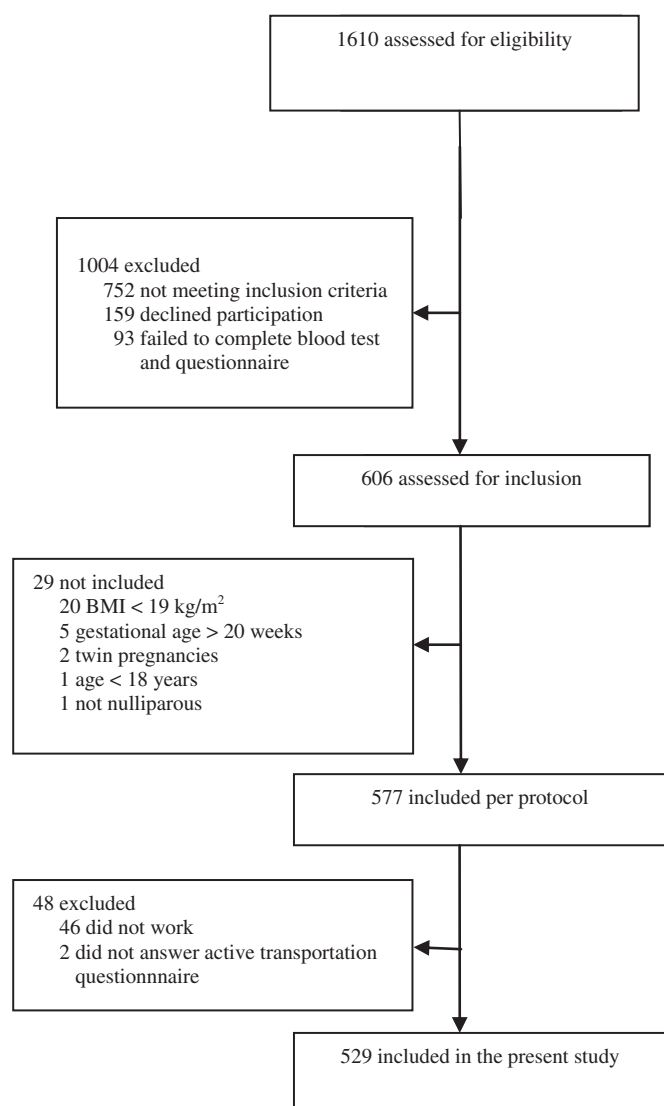 1610 assessed for eligibility
1004 excluded
752 not meeting inclusion criteria
159 declined participation
93 failed to complete blood test
and questionnaire
606 assessed for inclusion
29 not included
20 BMI < 19 kg/m²
5 gestational age > 20 weeks
2 twin pregnancies
1 age < 18 years
1 not nulliparous
577 included per protocol
48 excluded
46 did not work
2 did not answer active transportation
questionnnaire
529 included in the present study